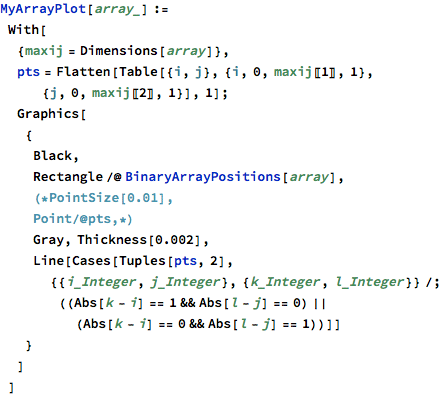 MyArrayPlot[array_] :=
With[
{maxij = Dimensions[array]},
pts = Flatten[Table[{i, j}, {i, 0, maxij〚1〛, 1},
{j, 0, maxij〚2〛, 1}], 1];
Graphics[
{
Black,
Rectangle /@ BinaryArrayPositions[array],
(*PointSize[0.01],
Point/@pts,*)
Gray, Thickness[0.002],
Line[Cases[Tuples[pts, 2],
{{i_Integer, j_Integer}, {k_Integer, l_Integer}} /;
((Abs[k - i] == 1 && Abs[l - j] == 0) ||
(Abs[k - i] == 0 && Abs[l - j] == 1))]]
}
]
]